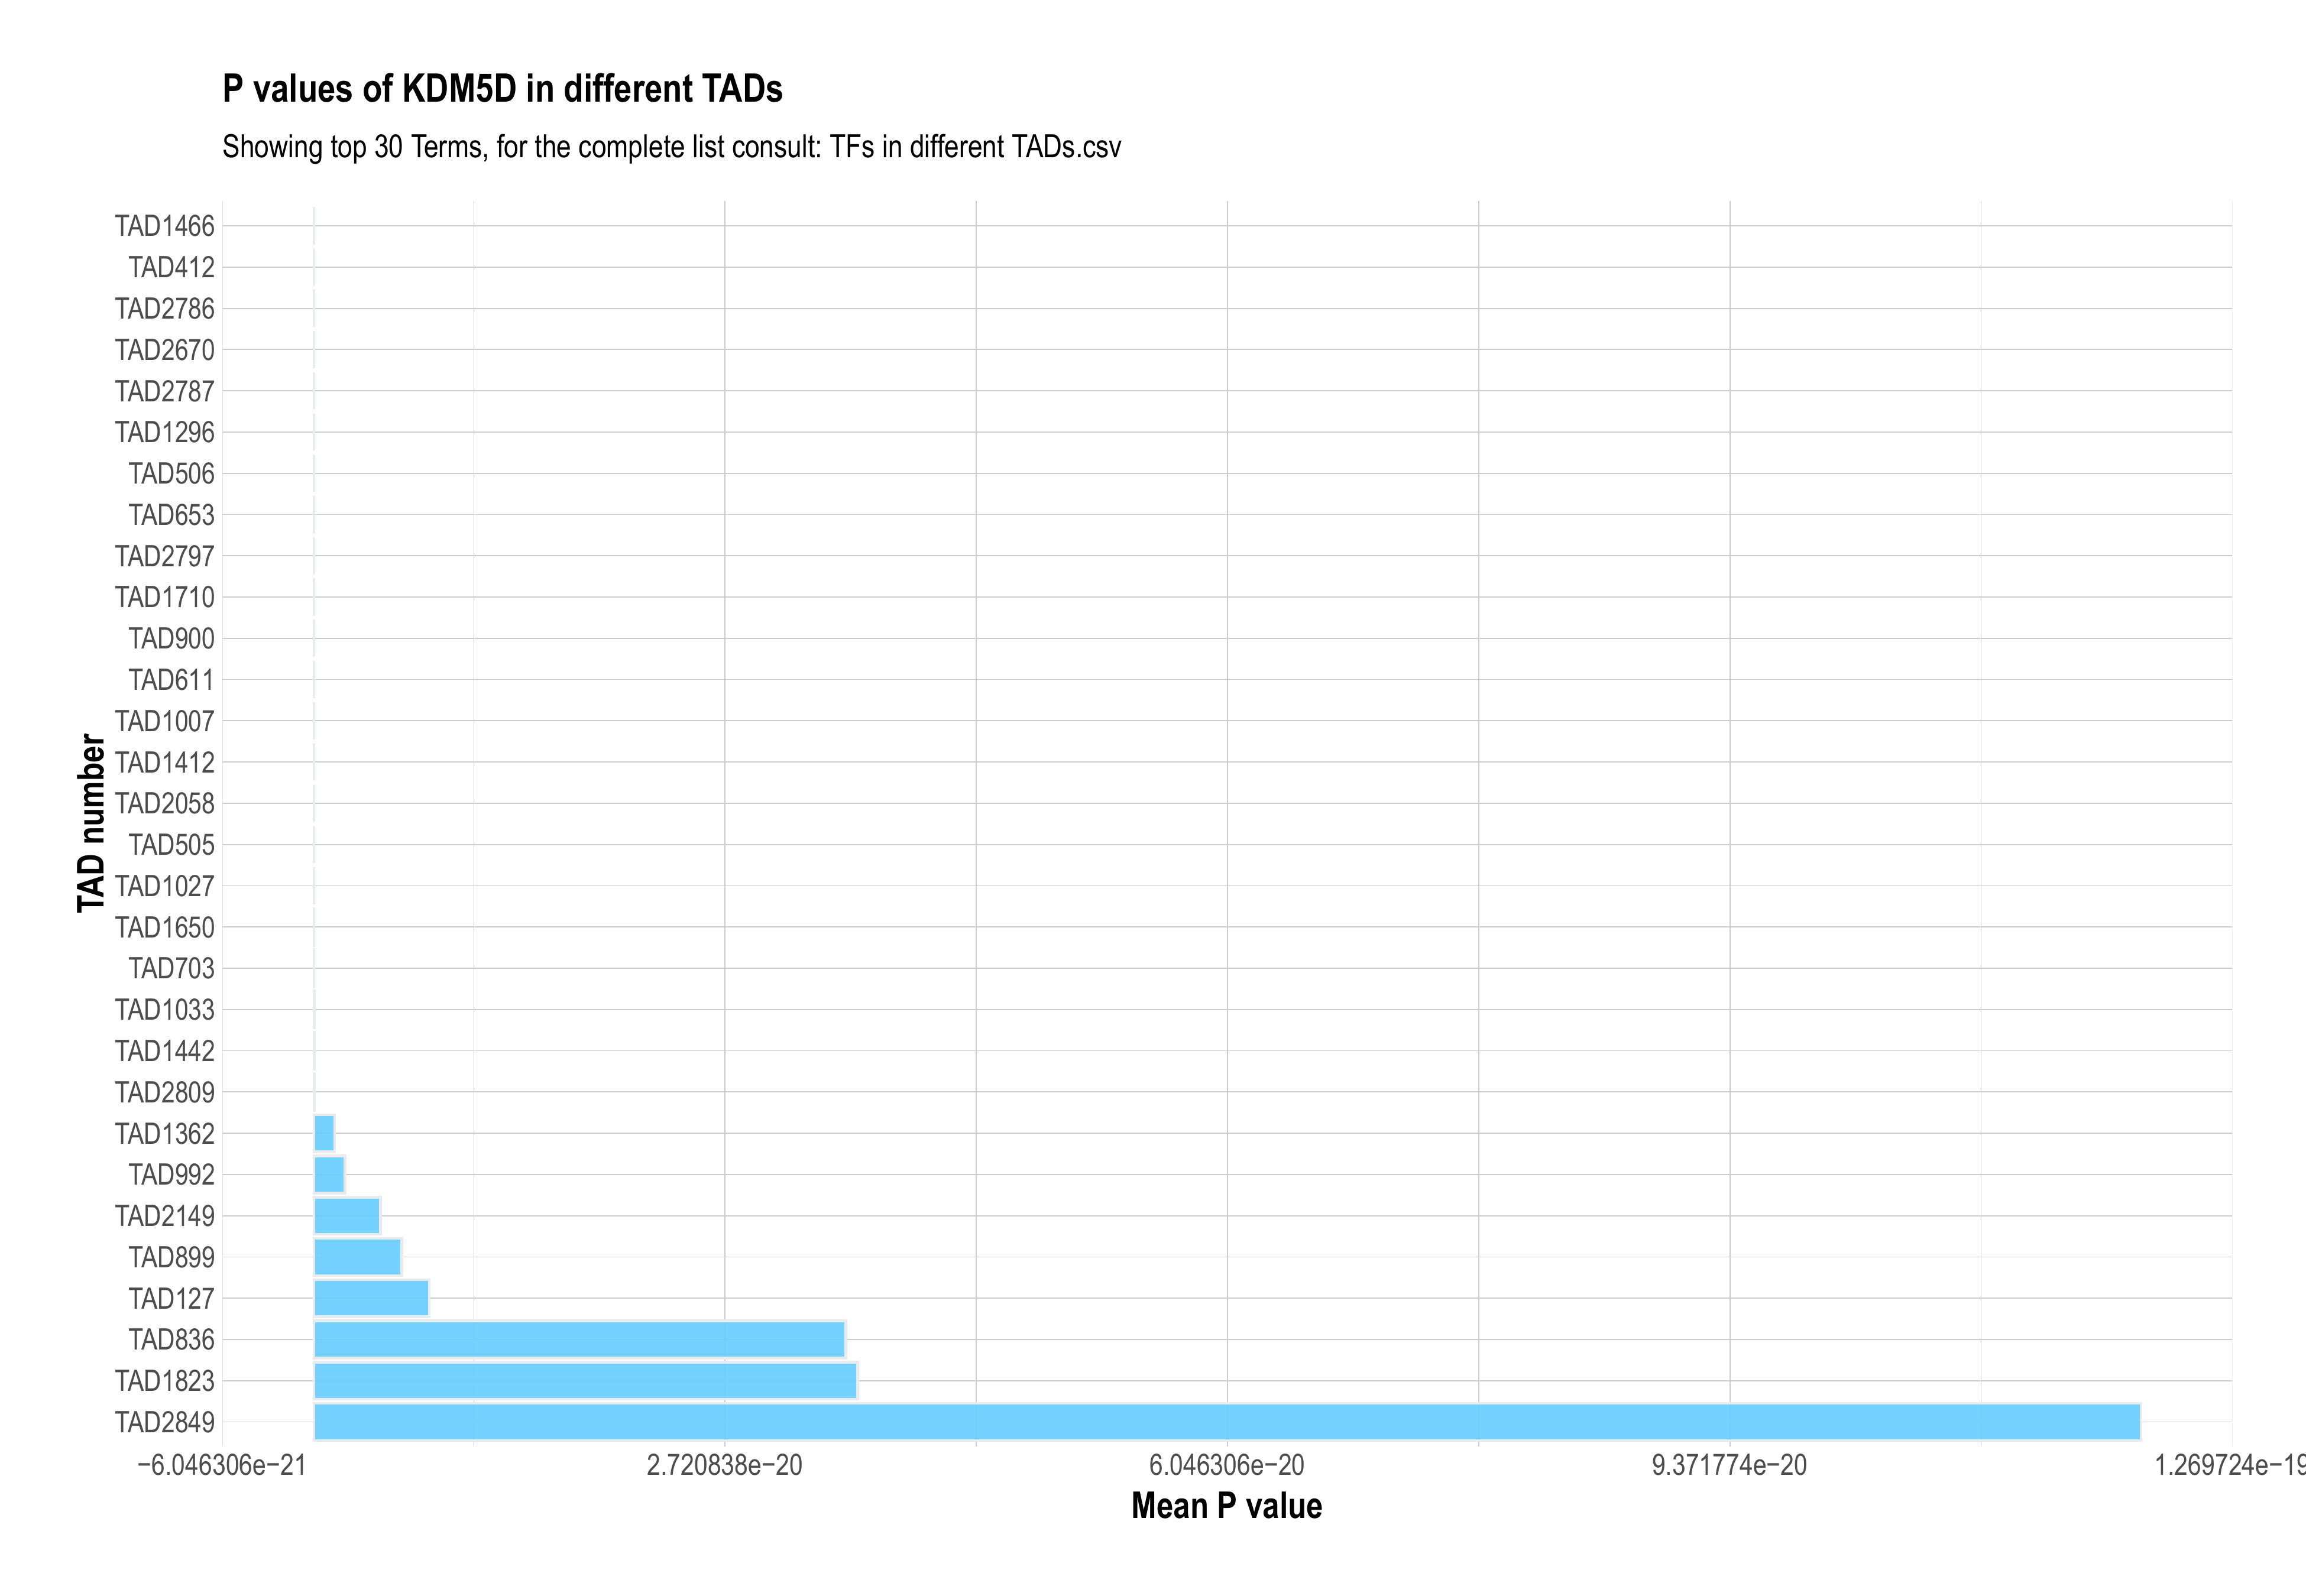 P values of KDM5D in different TADs
Showing top 30 Terms, for the complete list consult: TFs in different TADs.csv
TAD number
TAD1466
TAD412
TAD2786
TAD2670
TAD2787
TAD1296
TAD506
TAD653
TAD2797
TAD1710
TAD900
TAD611
TAD1007
TAD1412
TAD2058
TAD505
TAD1027
TAD1650
TAD703
TAD1033
TAD1442
TAD2809
TAD1362
TAD992
TAD2149
TAD899
TAD127
TAD836
TAD1823
TAD2849
−6.046306e−21 2.720838e−20 6.046306e−20 9.371774e−20 1.269724e−19
Mean P value